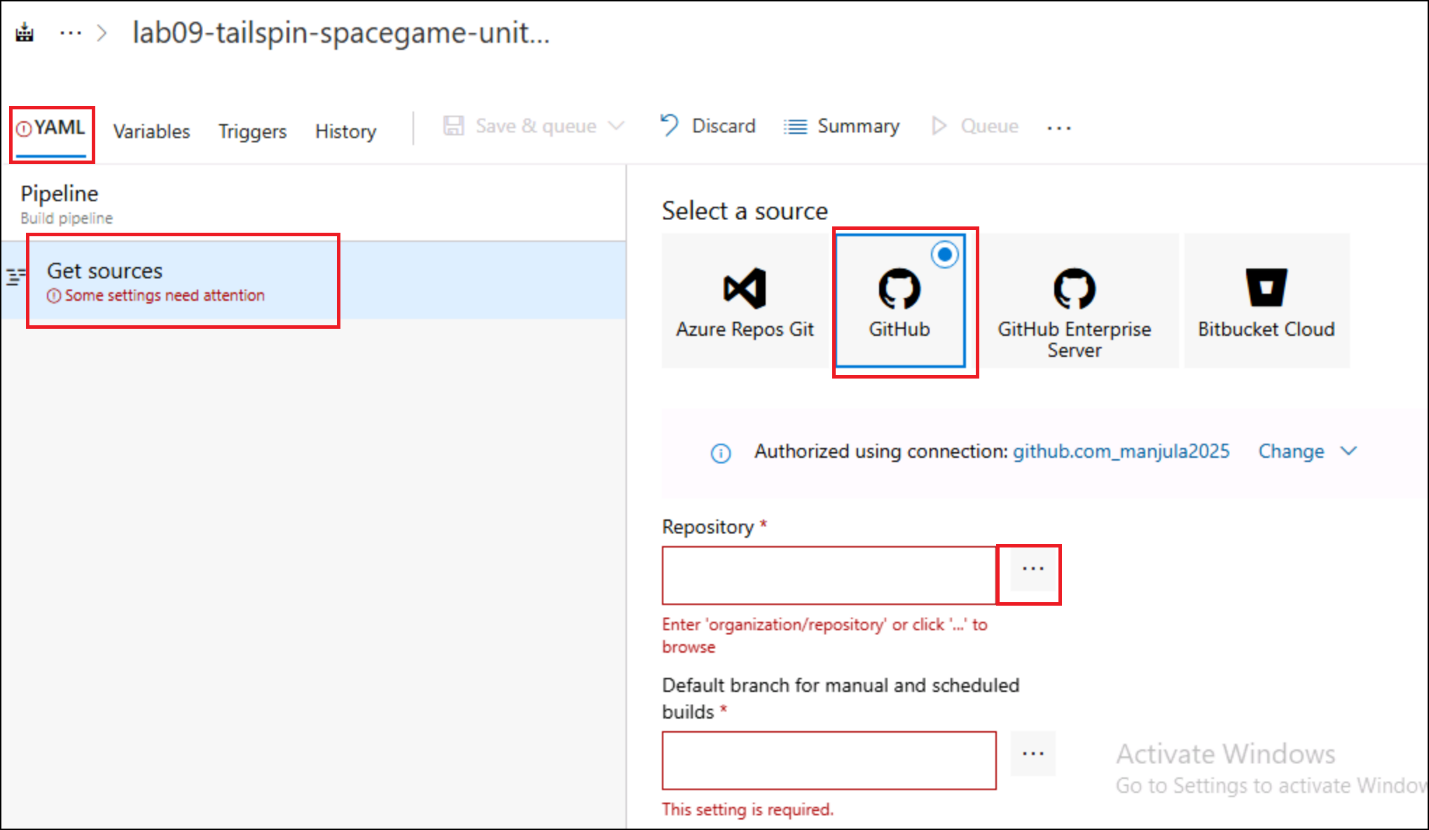 ··· > lab09-tailspin-spacegame-unit...
YAML Variables Triggers History Save & queue Discard Summary Queue ...
Pipeline
Build pipeline
Get sources
Some settings need attention
Select a source
Azure Repos Git
GitHub
GitHub Enterprise
Server
Bitbucket Cloud
Authorized using connection: github.com_manjula2025 Change
Repository *
...
Enter 'organization/repository' or click '...' to
browse
Default branch for manual and scheduled
builds *
...
This setting is required.
Activate Windows
Go to Settings to activate Window